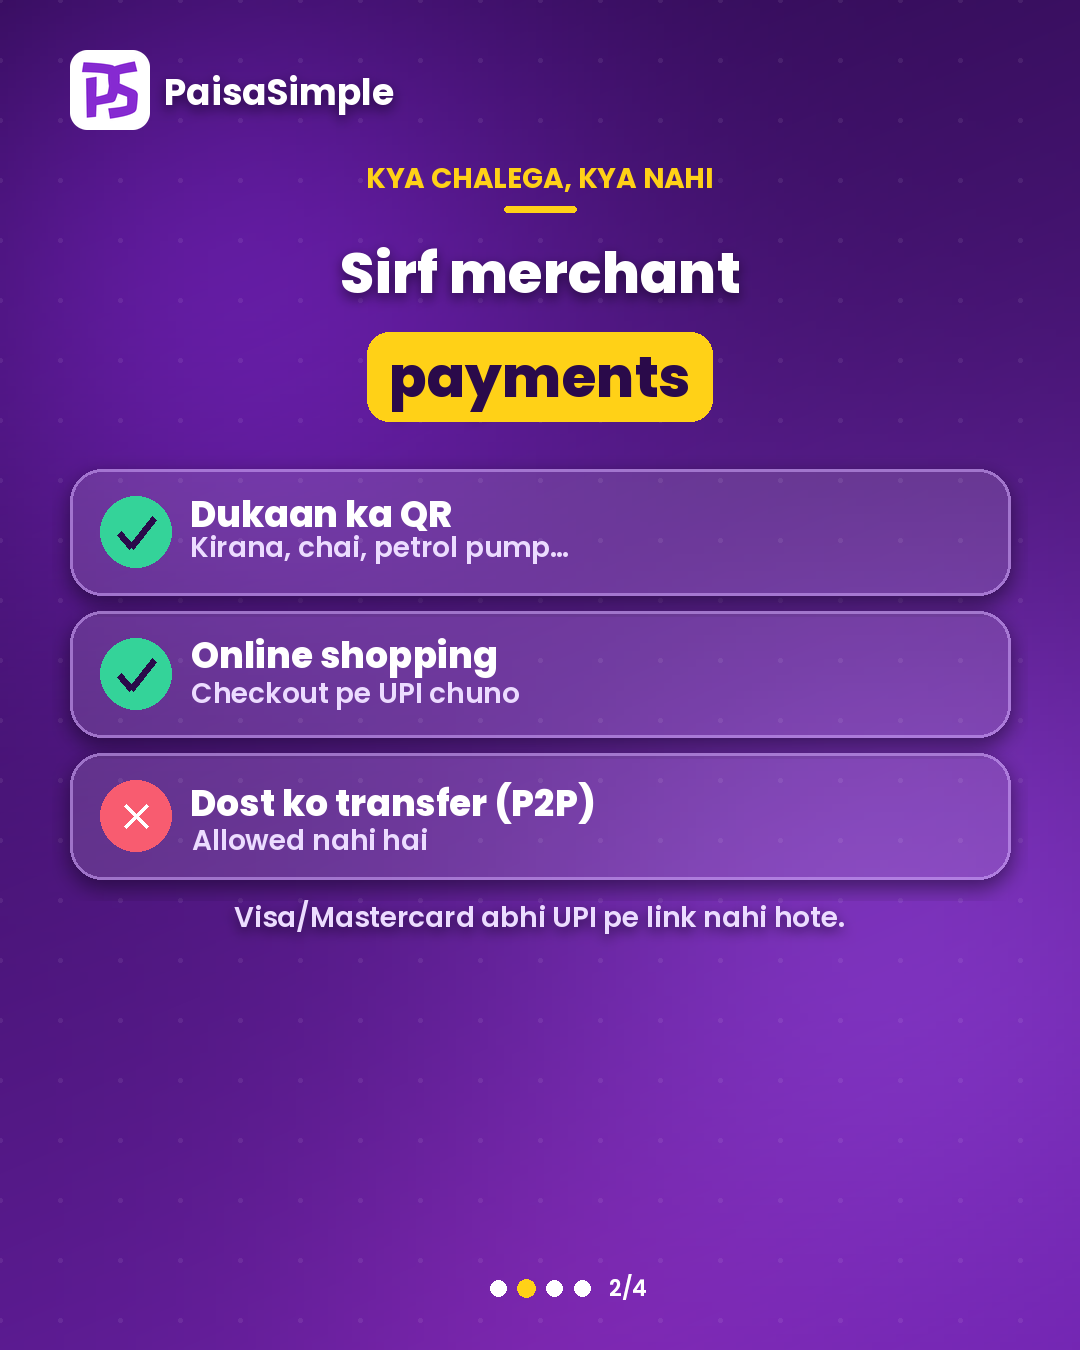 PS PaisaSimple
KYA CHALEGA, KYA NAHI
Sirf merchant
payments
Dukaan ka QR
Kirana, chai, petrol pump...
Online shopping
Checkout pe UPI chuno
Dost ko transfer (P2P)
Allowed nahi hai
Visa/Mastercard abhi UPI pe link nahi hote.
2/4